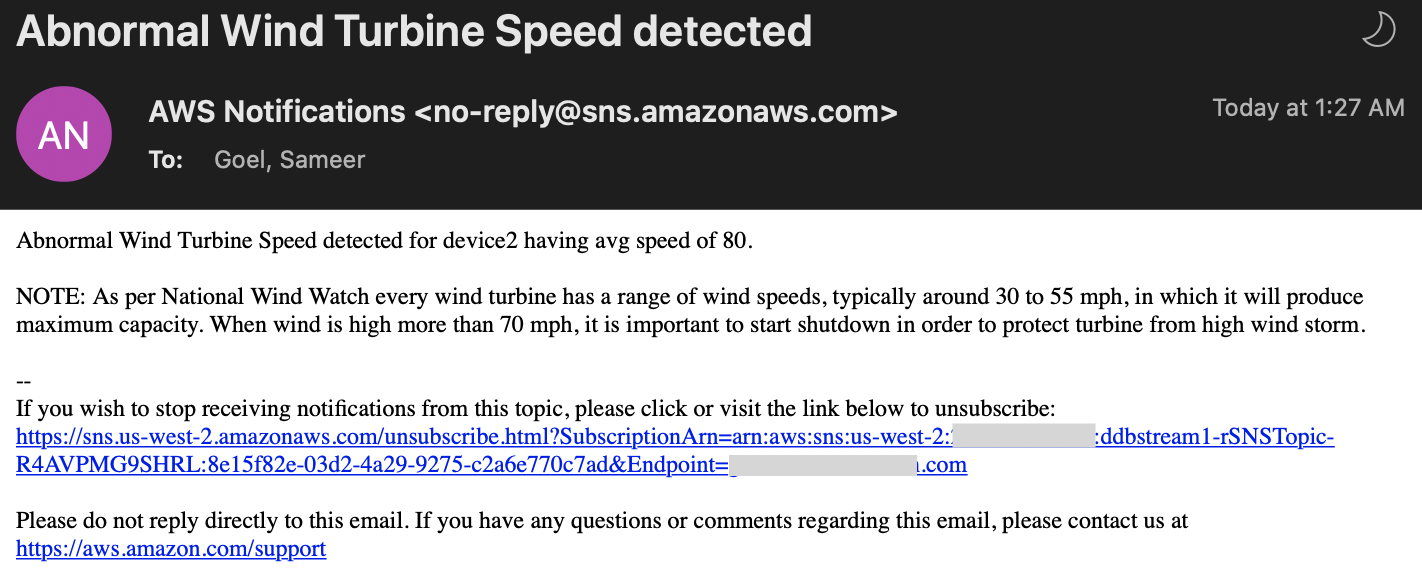 Abnormal Wind Turbine Speed detected
AN
AWS Notifications <no-reply@sns.amazonaws.com>
Today at 1:27 AM
To: Goel, Sameer
Abnormal Wind Turbine Speed detected for device2 having avg speed of 80.
NOTE: As per National Wind Watch every wind turbine has a range of wind speeds, typically around 30 to 55 mph, in which it will produce
maximum capacity. When wind is high more than 70 mph, it is important to start shutdown in order to protect turbine from high wind storm.
--
If you wish to stop receiving notifications from this topic, please click or visit the link below to unsubscribe:
https://sns.us-west-2.amazonaws.com/unsubscribe.html?SubscriptionArn=arn:aws:sns:us-west-2: :ddbstream1-rSNSTopic-
R4AVPMG9SHRL:8e15f82e-03d2-4a29-9275-c2a6e770c7ad&Endpoint= .com
Please do not reply directly to this email. If you have any questions or comments regarding this email, please contact us at
https://aws.amazon.com/support